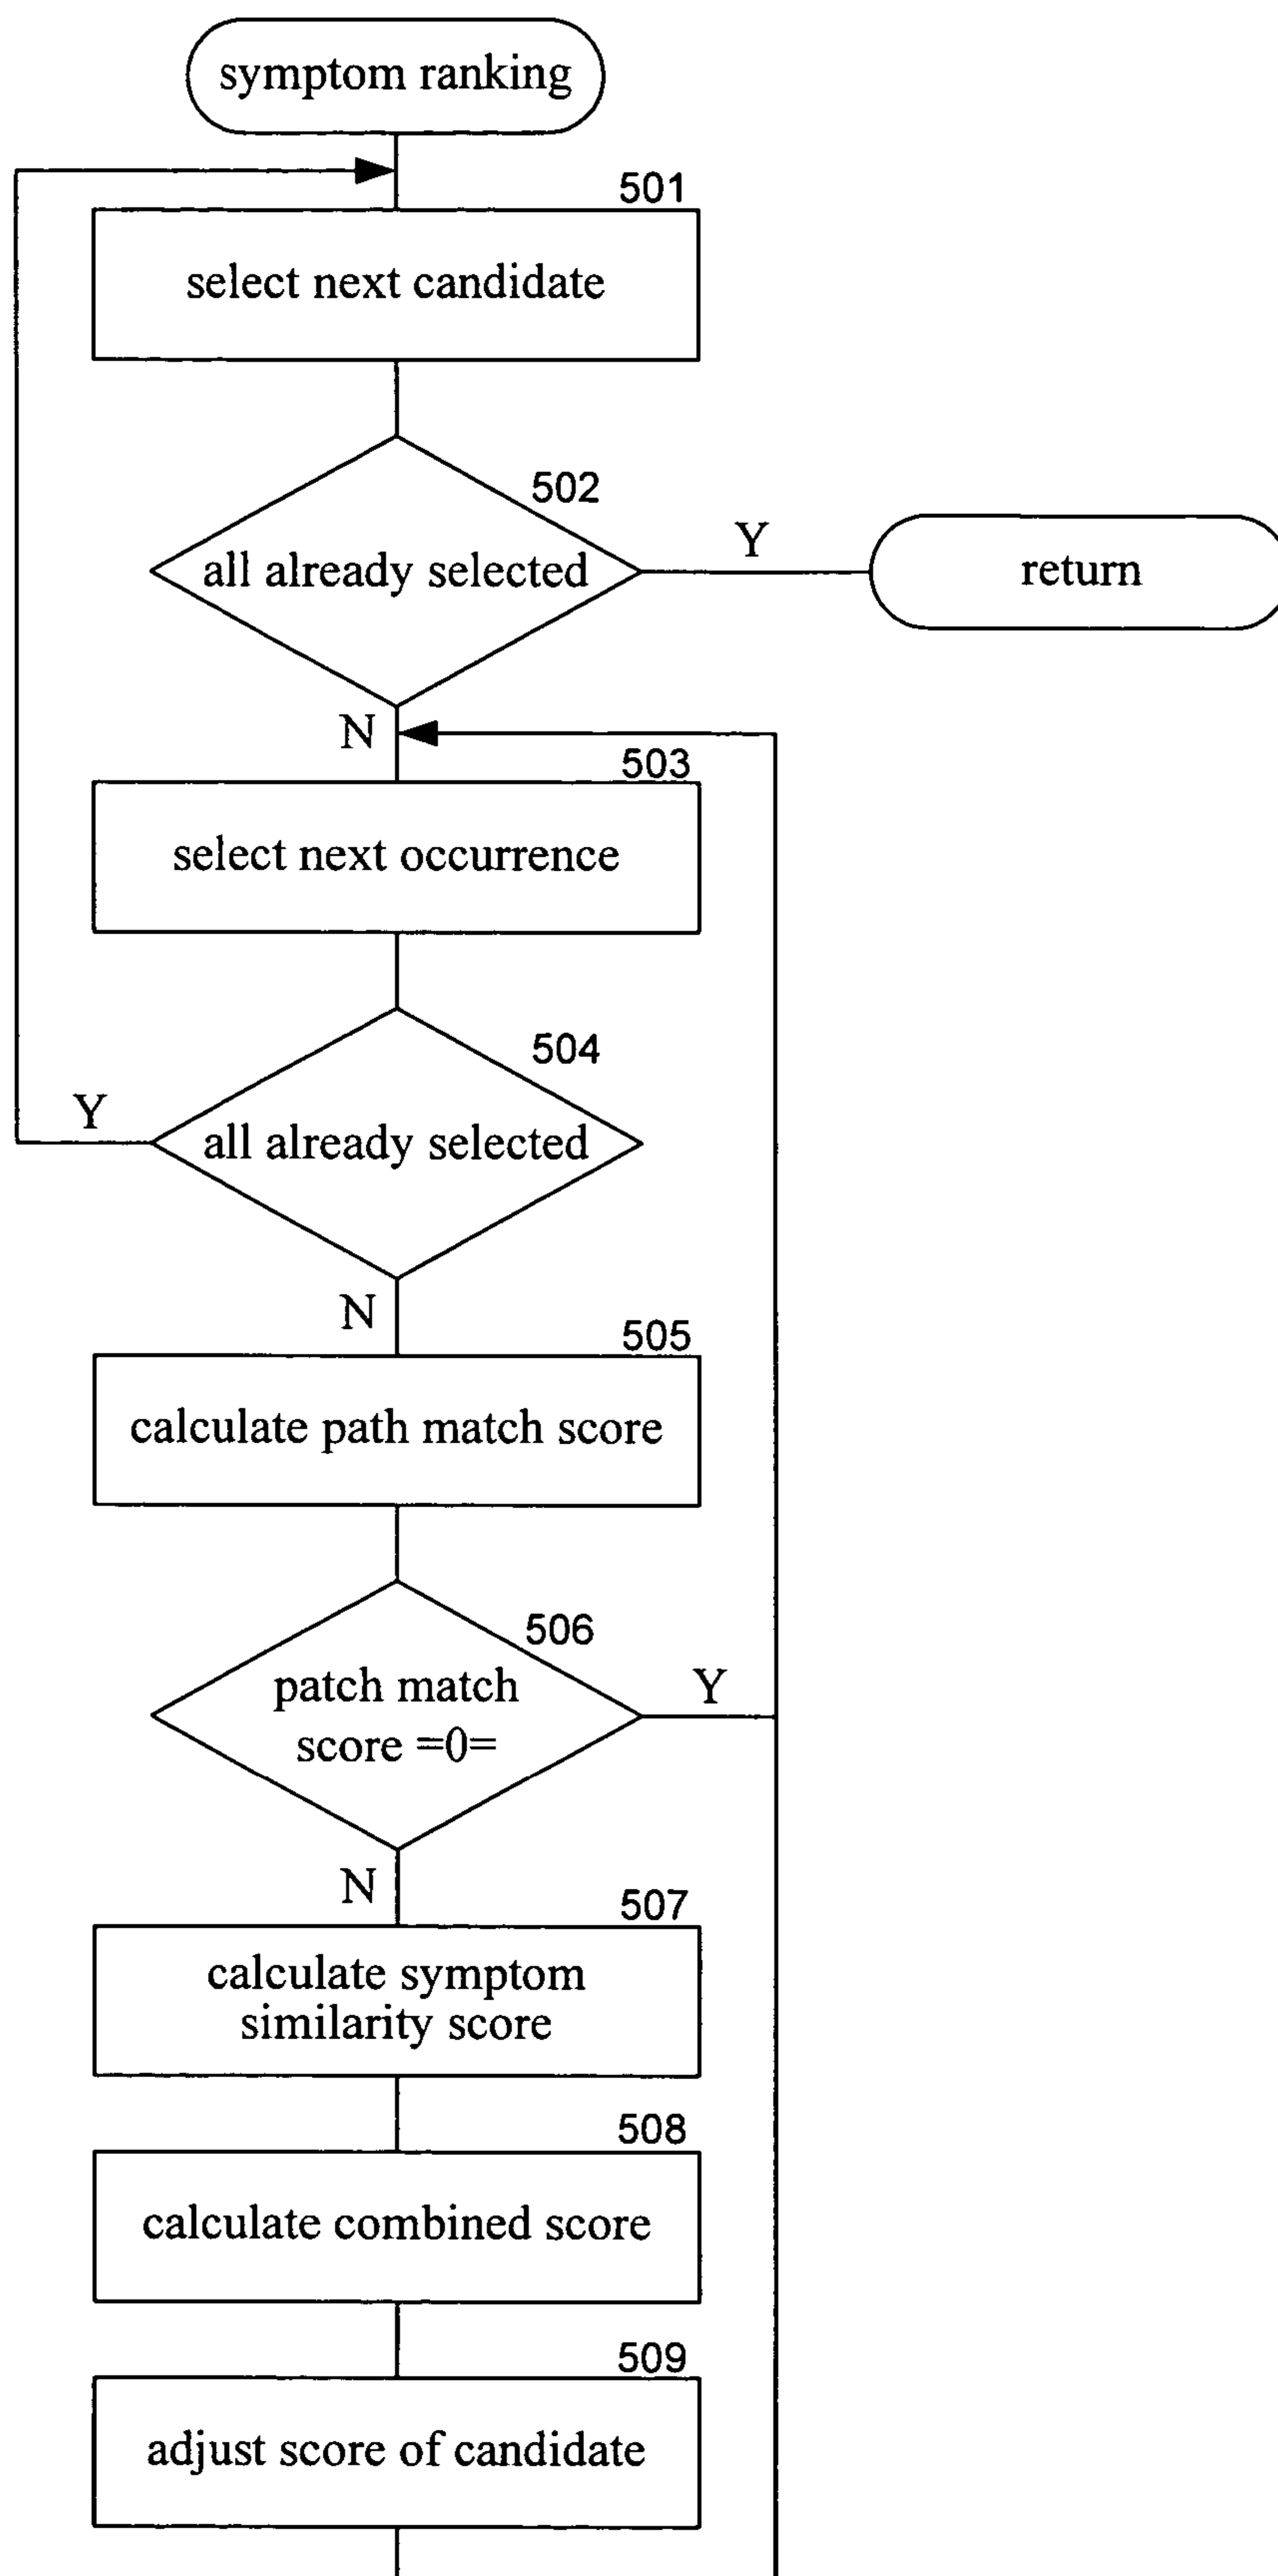 symptom ranking
501
select next candidate
502
all already selected
Y
return
N
503
select next occurrence
504
all already selected
Y
N
505
calculate path match score
506
patch match
score =0=
Y
N
507
calculate symptom
similarity score
508
calculate combined score
509
adjust score of candidate